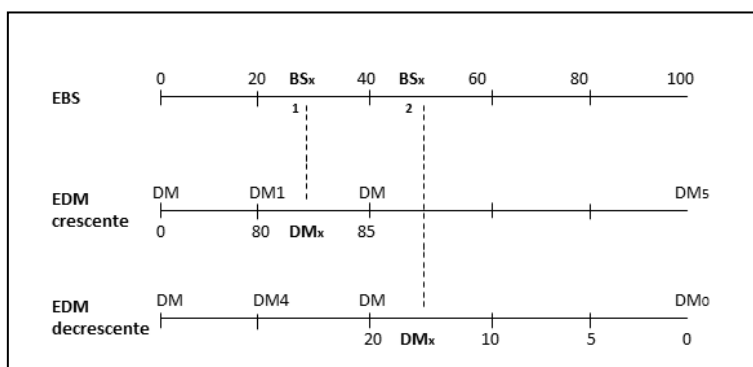 0 20 BSx 40 BSx 60 80 100
EBS
1 2
DM DM1 DM DM5
EDM
crescente
0 80 DMx 85
DM DM4 DM DM0
EDM
decrescente
20 DMx 10 5 0